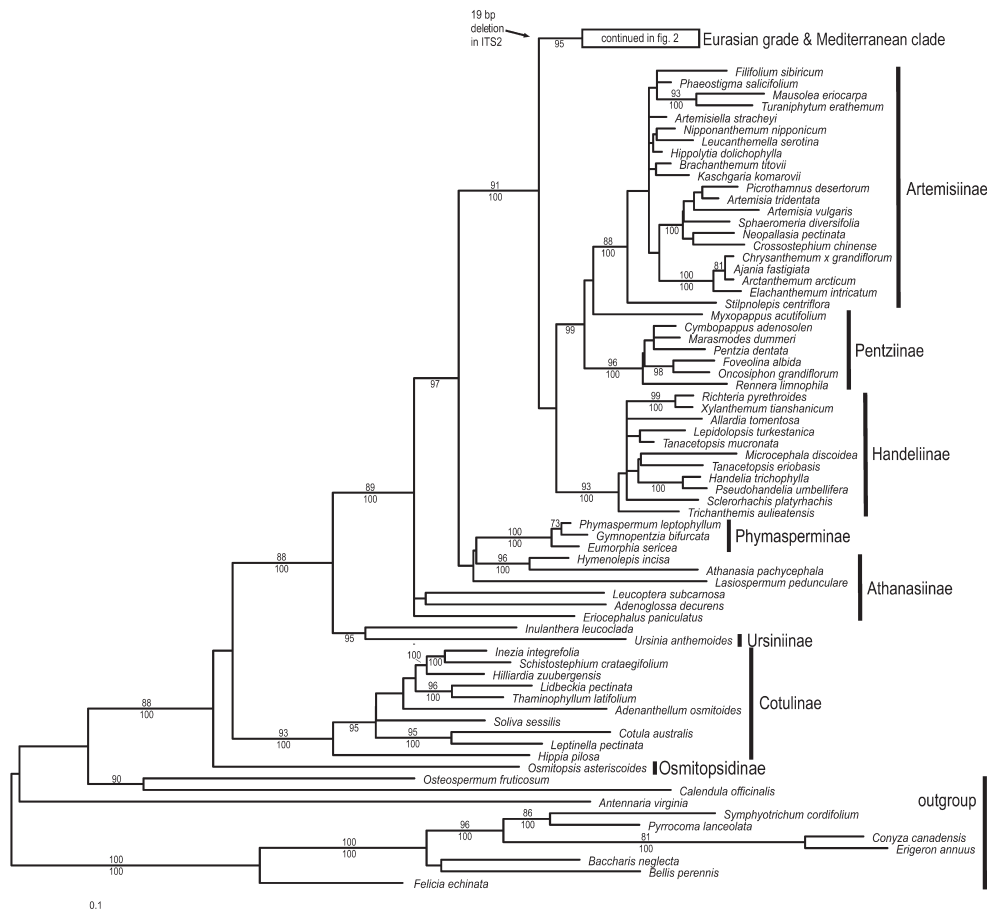 19 bp
deletion
in ITS2
95
continued in fig. 2
Eurasian grade & Mediterranean clade
Filifolium sibiricum
Phaeostigma salicifolium
93
100
Mausolea eriocarpa
Turaniphytum erathemum
Artemisiella stracheyi
Nipponanthemum nipponicum
Leucanthemella serotina
Hippolytia dolichophylla
Brachanthemum titovii
Kaschgaria komarovii
Picrothamnus desertorum
Artemisia tridentata
Artemisia vulgaris
Sphaeromeria diversifolia
100
Neopallasia pectinata
Crossostephium chinense
Chrysanthemum x grandiflorum
81
Ajania fastigiata
100
100
Arctanthemum arcticum
Elachanthemum intricatum
Stilpnolepis centriflora
88
100
Artemisiinae
91
100
Myxopappus acutifolium
99
Cymbopappus adenosolen
Marasmodes dummeri
Pentzia dentata
96
100
Foveolina albida
98
Oncosiphon grandiflorum
Rennera limnophila
Pentziinae
97
99
100
Richteria pyrethroides
Xylanthemum tianshanicum
Allardia tomentosa
Lepidolopsis turkestanica
Tanacetopsis mucronata
Microcephala discoidea
Tanacetopsis eriobasis
Handelia trichophylla
100
Pseudohandelia umbellifera
93
100
Sclerorhachis platyrhachis
Trichanthemis aulieatensis
Handeliinae
89
100
73
Phymaspermum leptophyllum
100
100
Gymnopentzia bifurcata
Eumorphia sericea
Phymasperminae
96
100
Hymenolepis incisa
Athanasia pachycephala
Lasiospermum pedunculare
Leucoptera subcarnosa
Adenoglossa decurens
Eriocephalus paniculatus
Athanasiinae
88
100
Inulanthera leucoclada
95
Ursinia anthemoides
Ursiniinae
100
100
Inezia integrefolia
Schistostephium crataegifolium
Hilliardia zuubergensis
96
100
Lidbeckia pectinata
Thaminophyllum latifolium
Adenanthellum osmitoides
95
Soliva sessilis
95
100
Cotula australis
Leptinella pectinata
93
100
Hippia pilosa
Cotulinae
88
100
Osmitopsis asteriscoides
Osmitopsidinae
90
Osteospermum fruticosum
Calendula officinalis
Antennaria virginia
outgroup
86
100
Symphyotrichum cordifolium
Pyrrocoma lanceolata
96
100
81
100
Conyza canadensis
Erigeron annuus
100
100
Baccharis neglecta
Bellis perennis
100
100
Felicia echinata
0.1